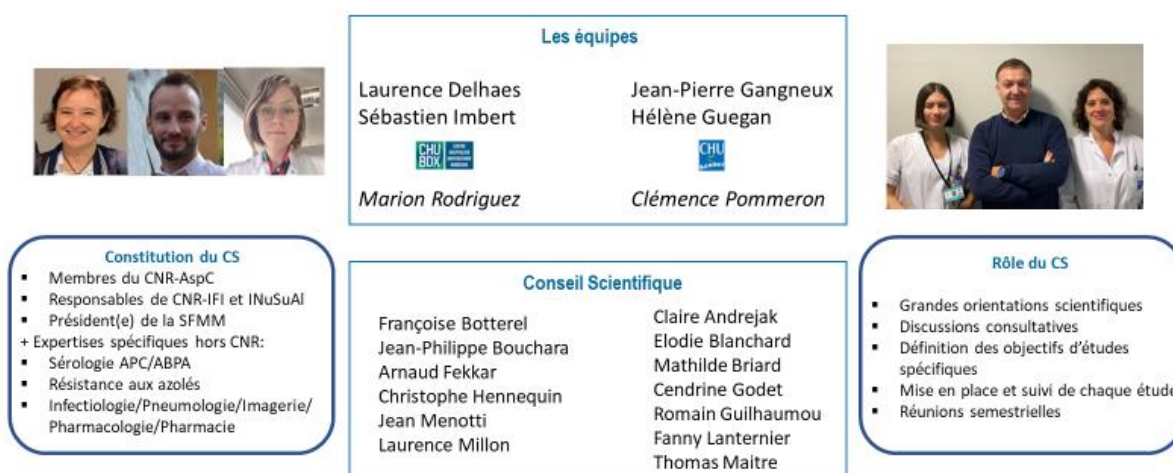 Les équipes
Laurence Delhaes
Sébastien Imbert
CHU
BDX
Marion Rodriguez
Jean-Pierre Gangneux
Hélène Guegan
CHU
Clémence Pommeron
Constitution du CS
▪ Membres du CNR-AspC
▪ Responsables de CNR-IFI et INuSuAl
▪ Président(e) de la SFMM
+ Expertises spécifiques hors CNR:
▪ Sérologie APC/ABPA
▪ Résistance aux azolés
▪ Infectiologie/Pneumologie/Imagerie/
Pharmacologie/Pharmacie
Conseil Scientifique
Françoise Botterel
Jean-Philippe Bouchara
Arnaud Fekkar
Christophe Hennequin
Jean Menotti
Laurence Millon
Claire Andrejak
Elodie Blanchard
Mathilde Briard
Cendrine Godet
Romain Guilhaumou
Fanny Lanternier
Thomas Maitre
Rôle du CS
▪ Grandes orientations scientifiques
▪ Discussions consultatives
▪ Définition des objectifs d'études
spécifiques
▪ Mise en place et suivi de chaque étude
▪ Réunions semestrielles